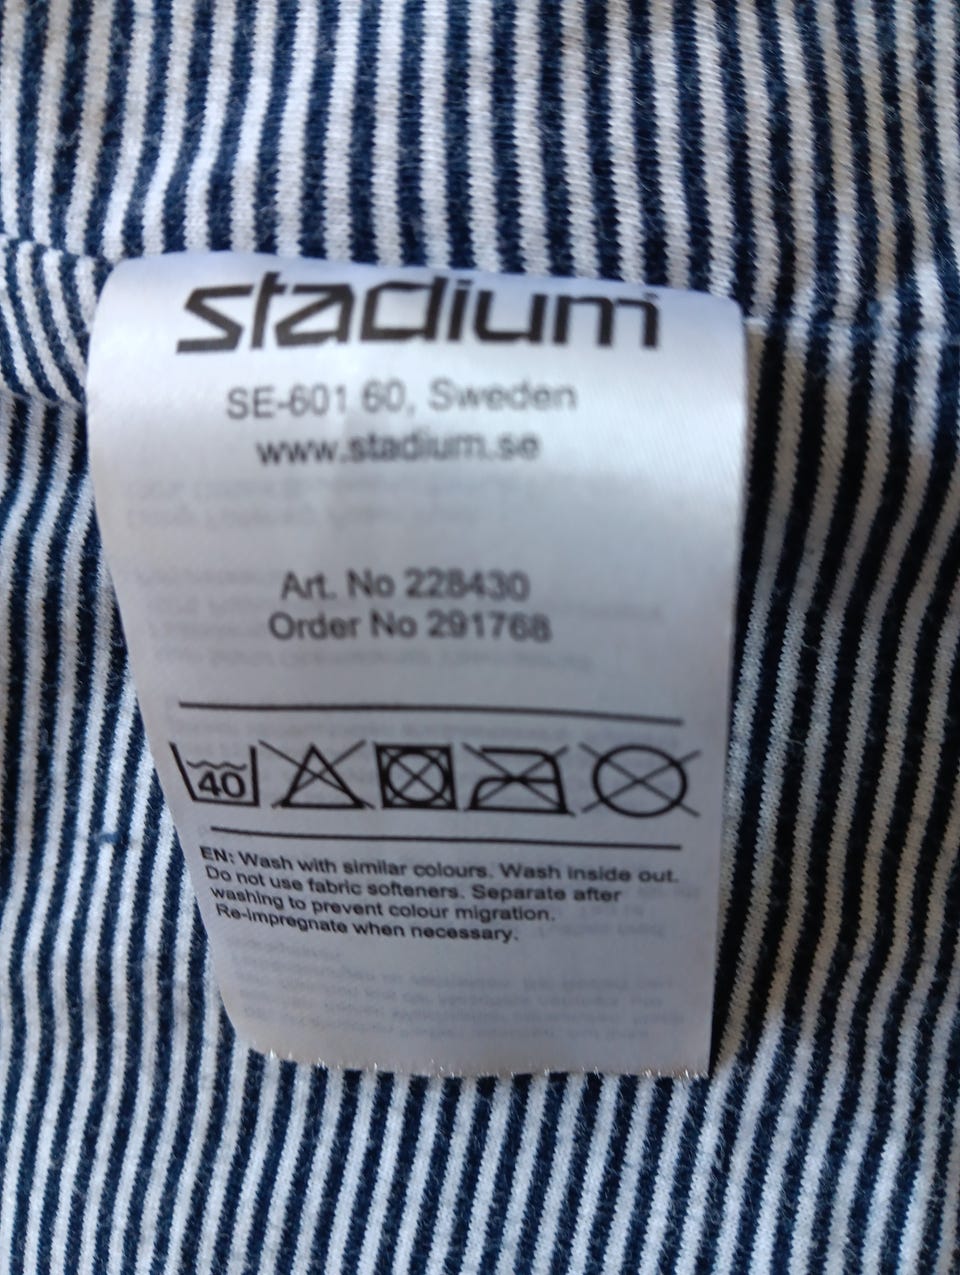 stadium
SE-601 60, Sweden
www.stadium.se
Art. No 228430
Order No 291768
40
EN: Wash with similar colours. Wash inside out.
Do not use fabric softeners. Separate after
washing to prevent colour migration.
Re-impregnate when necessary.